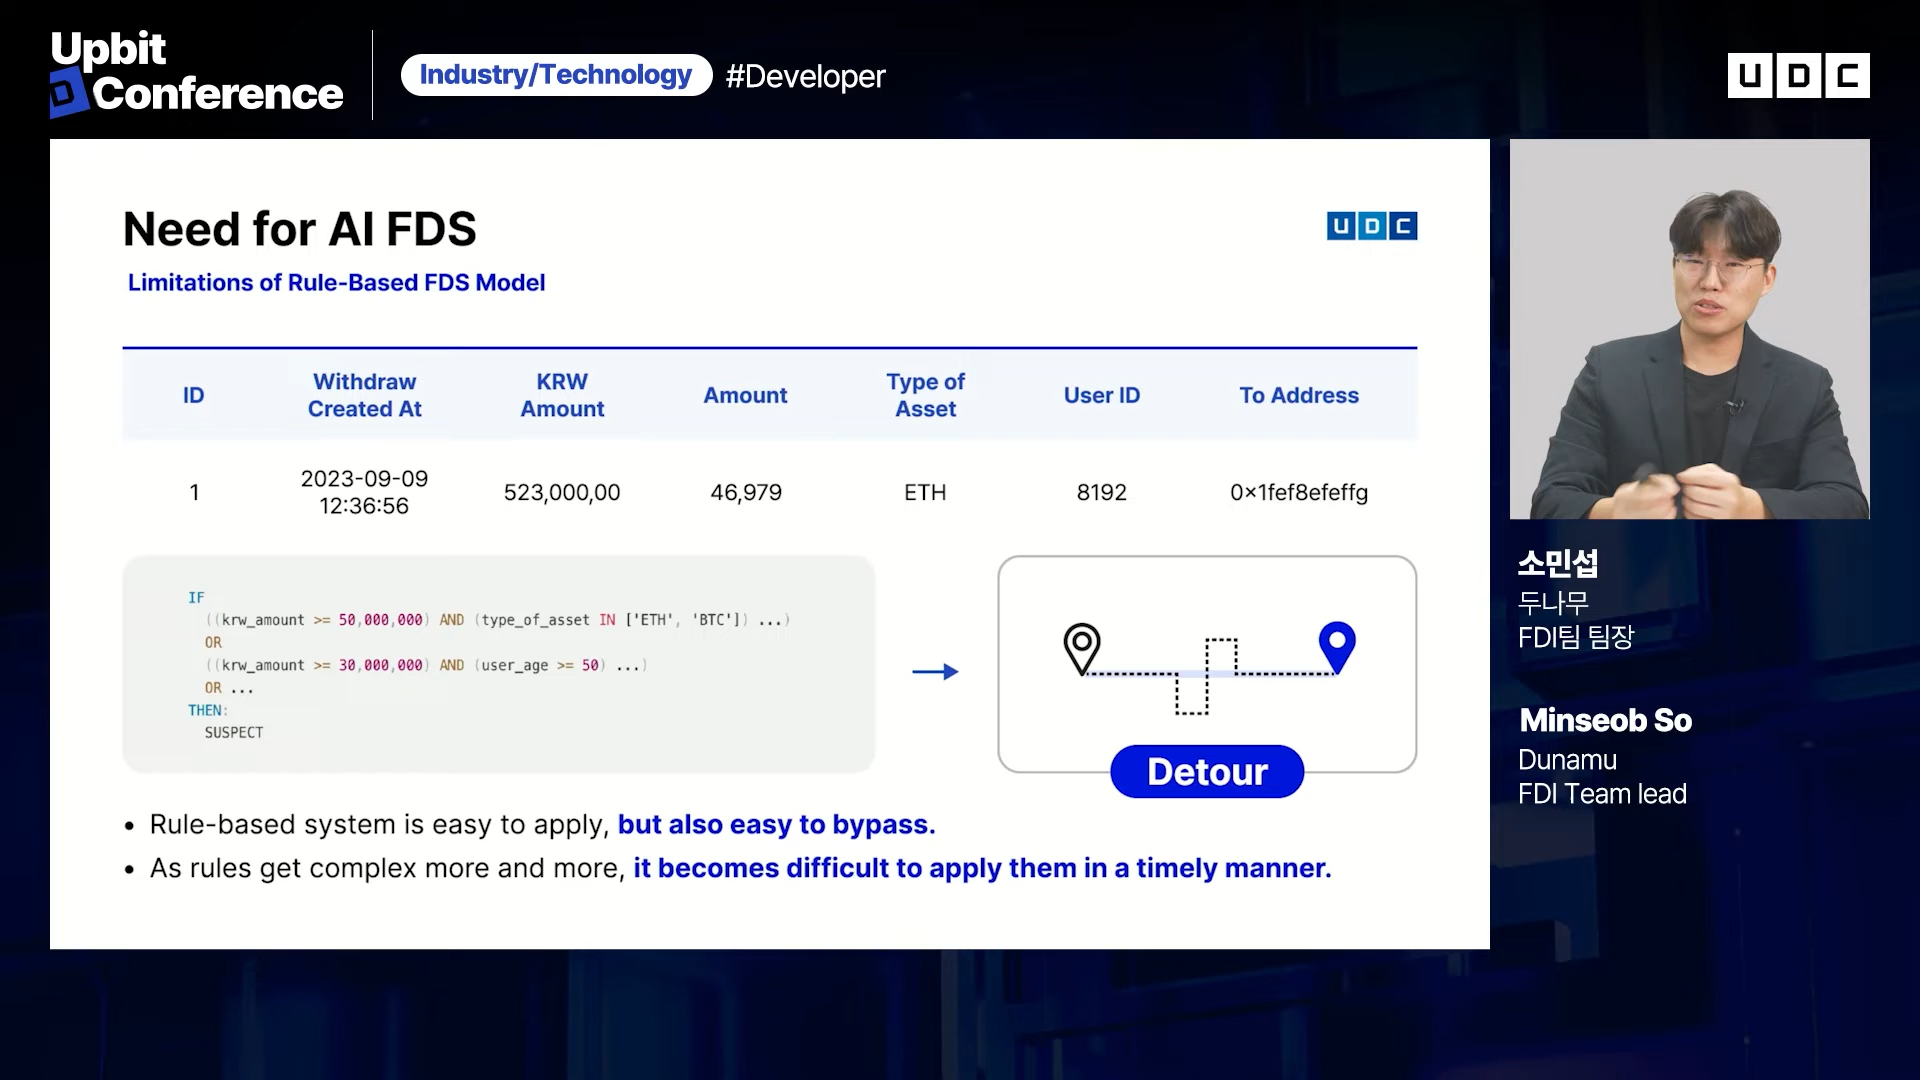 Upbit
D Conference
Industry/Technology #Developer
UDC
Need for AI FDS
UDC
Limitations of Rule-Based FDS Model
ID Withdraw Created At KRW Amount Amount Type of Asset User ID To Address
1 2023-09-09 12:36:56 523,000,00 46,979 ETH 8192 0x1fef8efeffg
IF
((krw_amount >= 50,000,000) AND (type_of_asset IN ['ETH', 'BTC']) ...)
OR
((krw_amount >= 30,000,000) AND (user_age >= 50) ...)
OR ...
THEN:
SUSPECT
Detour
• Rule-based system is easy to apply, but also easy to bypass.
• As rules get complex more and more, it becomes difficult to apply them in a timely manner.
소민섭
두나무
FDI팀 팀장
Minseob So
Dunamu
FDI Team lead